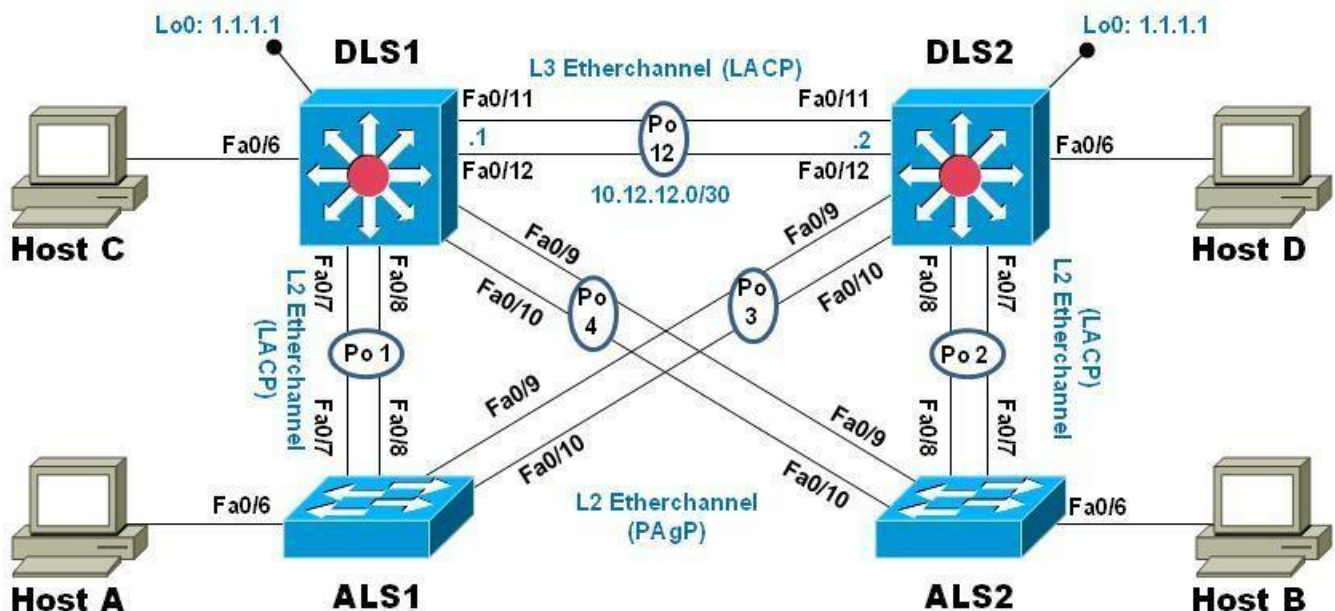 Lo0: 1.1.1.1
DLS1
L3 Etherchannel (LACP)
DLS2
Lo0: 1.1.1.1
Fa0/11
Fa0/11
Fa0/6
.1
Po
12
.2
Fa0/6
Fa0/12
Fa0/12
10.12.12.0/30
Host C
Host D
Fa0/7
Fa0/8
Fa0/9
Fa0/10
Fa0/9
Fa0/10
Fa0/8
Fa0/7
L2 Etherchannel
(LACP)
Po 1
Po
4
Po
3
Po 2
L2 Etherchannel
(LACP)
Fa0/7
Fa0/8
Fa0/9
Fa0/10
Fa0/9
Fa0/10
Fa0/8
Fa0/7
Fa0/6
L2 Etherchannel
(PAgP)
Fa0/6
Host A
ALS1
ALS2
Host B